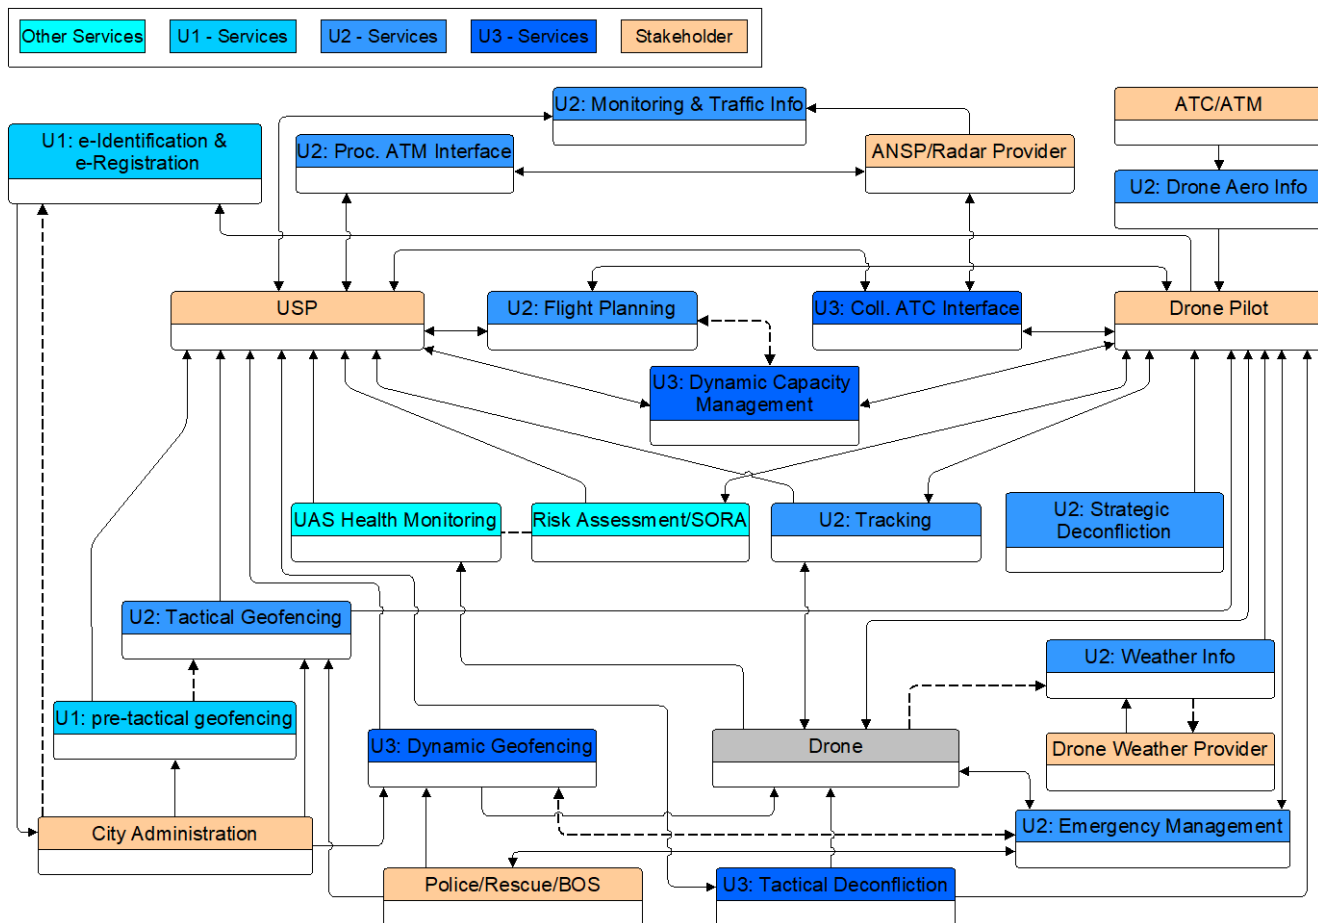 Other Services
U1 - Services
U2 - Services
U3 - Services
Stakeholder
U2: Monitoring & Traffic Info
ATC/ATM
U1: e-Identification &
e-Registration
U2: Proc. ATM Interface
ANSP/Radar Provider
U2: Drone Aero Info
USP
U2: Flight Planning
U3: Coll. ATC Interface
Drone Pilot
U3: Dynamic Capacity
Management
UAS Health Monitoring
Risk Assessment/SORA
U2: Tracking
U2: Strategic
Deconfliction
U2: Tactical Geofencing
U2: Weather Info
U1: pre-tactical geofencing
U3: Dynamic Geofencing
Drone
Drone Weather Provider
City Administration
U2: Emergency Management
Police/Rescue/BOS
U3: Tactical Deconfliction